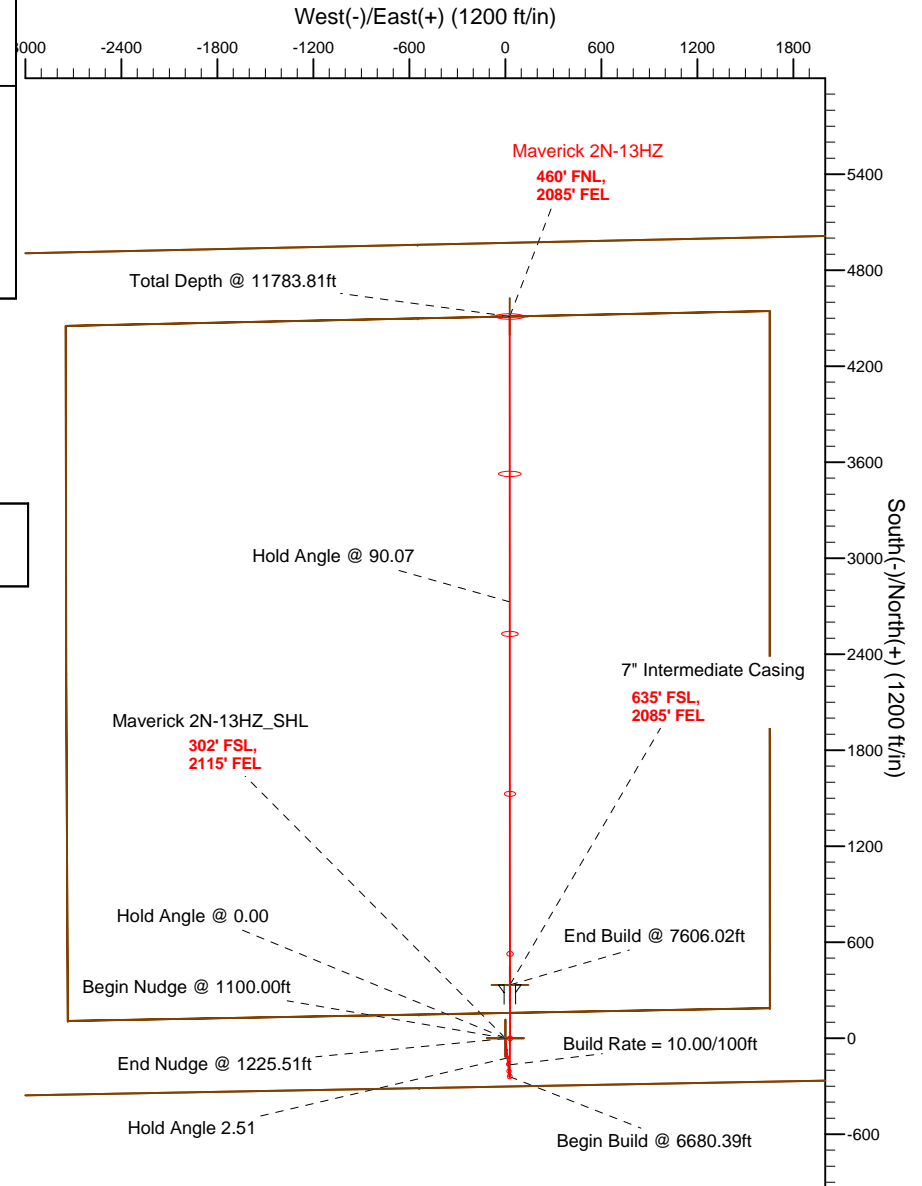 West(-)/East(+) (1200 ft/in)
-2400 -1800 -1200 -600 0 600 1200 1800
Maverick 2N-13HZ
460' FNL,
2085' FEL
5400
4800
4200
3600
3000
2400
1800
1200
600
0
-600
South(-)/North(+) (1200 ft/in)
Total Depth @ 11783.81ft
Hold Angle @ 90.07
7" Intermediate Casing
635' FSL,
2085' FEL
Maverick 2N-13HZ_SHL
302' FSL,
2115' FEL
Hold Angle @ 0.00
End Build @ 7606.02ft
Begin Nudge @ 1100.00ft
End Nudge @ 1225.51ft
Build Rate = 10.00/100ft
Hold Angle 2.51
Begin Build @ 6680.39ft